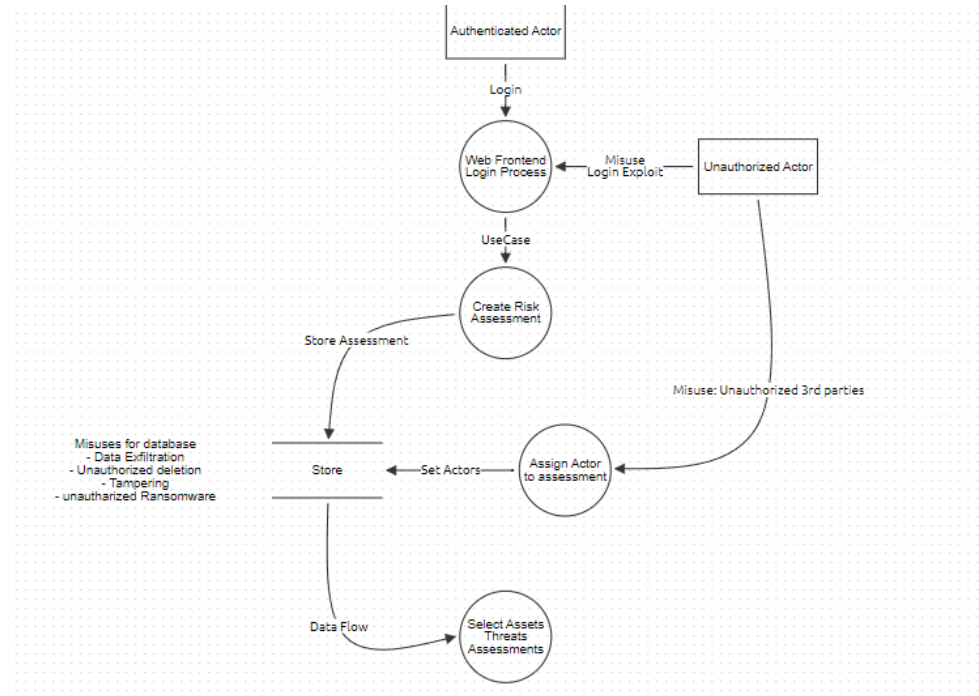 Authenticated Actor
Login
Web Frontend
Login Process
Misuse
Login Exploit
Unauthorized Actor
UseCase
Create Risk
Assessment
Store Assessment
Misuse: Unauthorized 3rd parties
Misuses for database
- Data Exfiltration
- Unauthorized deletion
- Tampering
- unautharized Ransomware
Store
Set Actors
Assign Actor
to assessment
Data Flow
Select Assets
Threats
Assessments